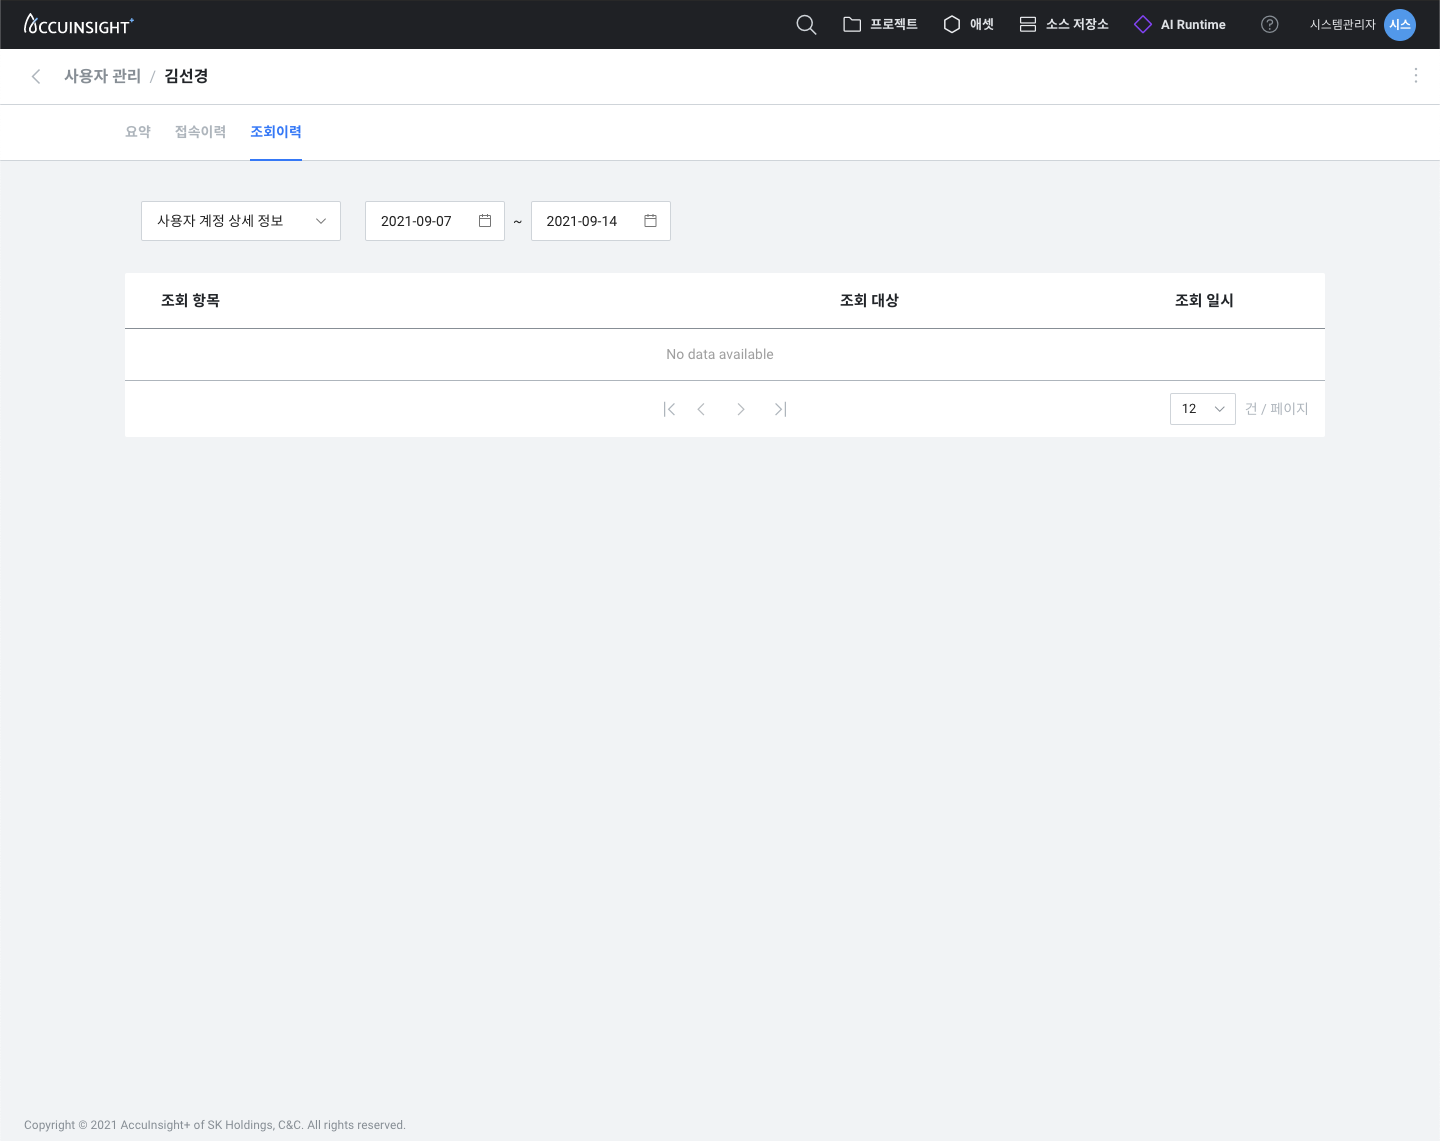 ACCUINSIGHT+ 프로젝트 애셋 소스 저장소 AI Runtime ? 시스템관리자 시스
사용자 관리 / 김선경
요약 접속이력 조회이력
사용자 계정 상세 정보 2021-09-07 ~ 2021-09-14
조회 항목 조회 대상 조회 일시
No data available
12 건 / 페이지
Copyright © 2021 AccuInsight+ of SK Holdings, C&C. All rights reserved.